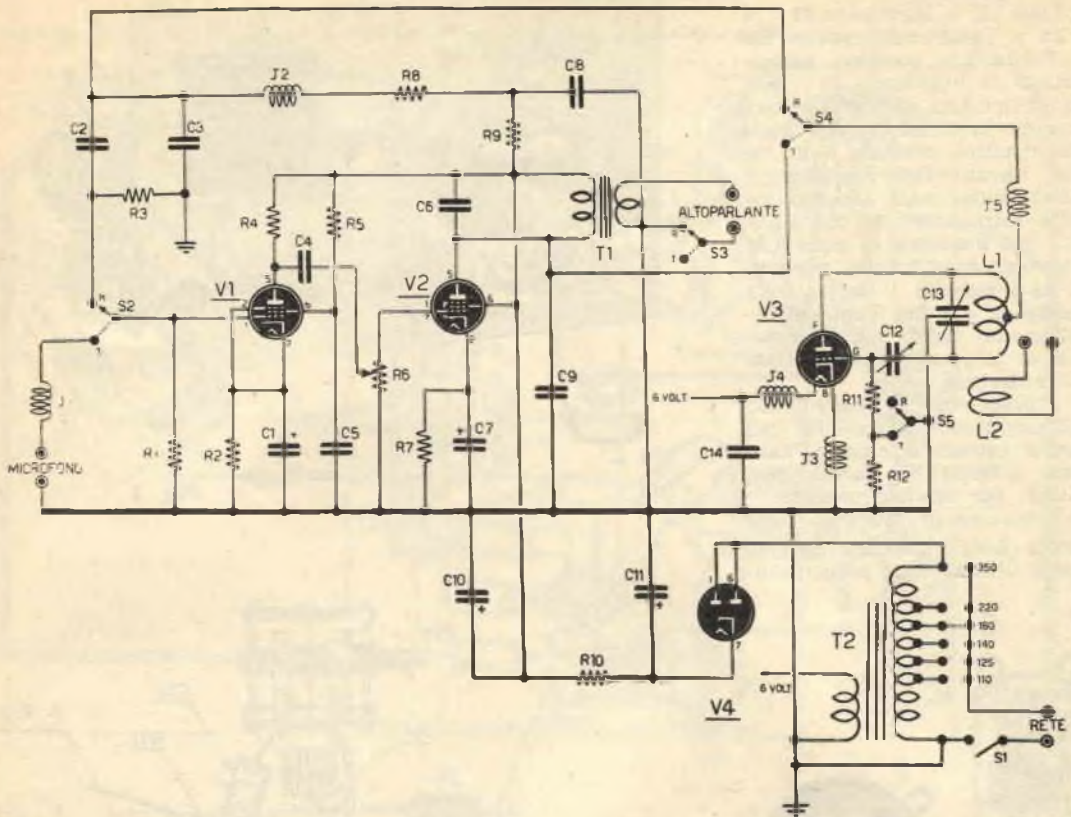 J2
R8
C8
C2
C3
R9
S4
R3
R4
R5
C6
T1
ALTOPARLANTE
S3
R
T
C4
V1
V2
S2
T
R6
R1
R2
C1
C5
R7
C7
C9
MICROFONO
V3
C13
L1
C12
J4
6 VOLT
R11
R
T
S5
L2
C14
J3
R12
C10
C11
R10
V4
T2
6 VOLT
350
220
160
140
125
110
RETE
S1